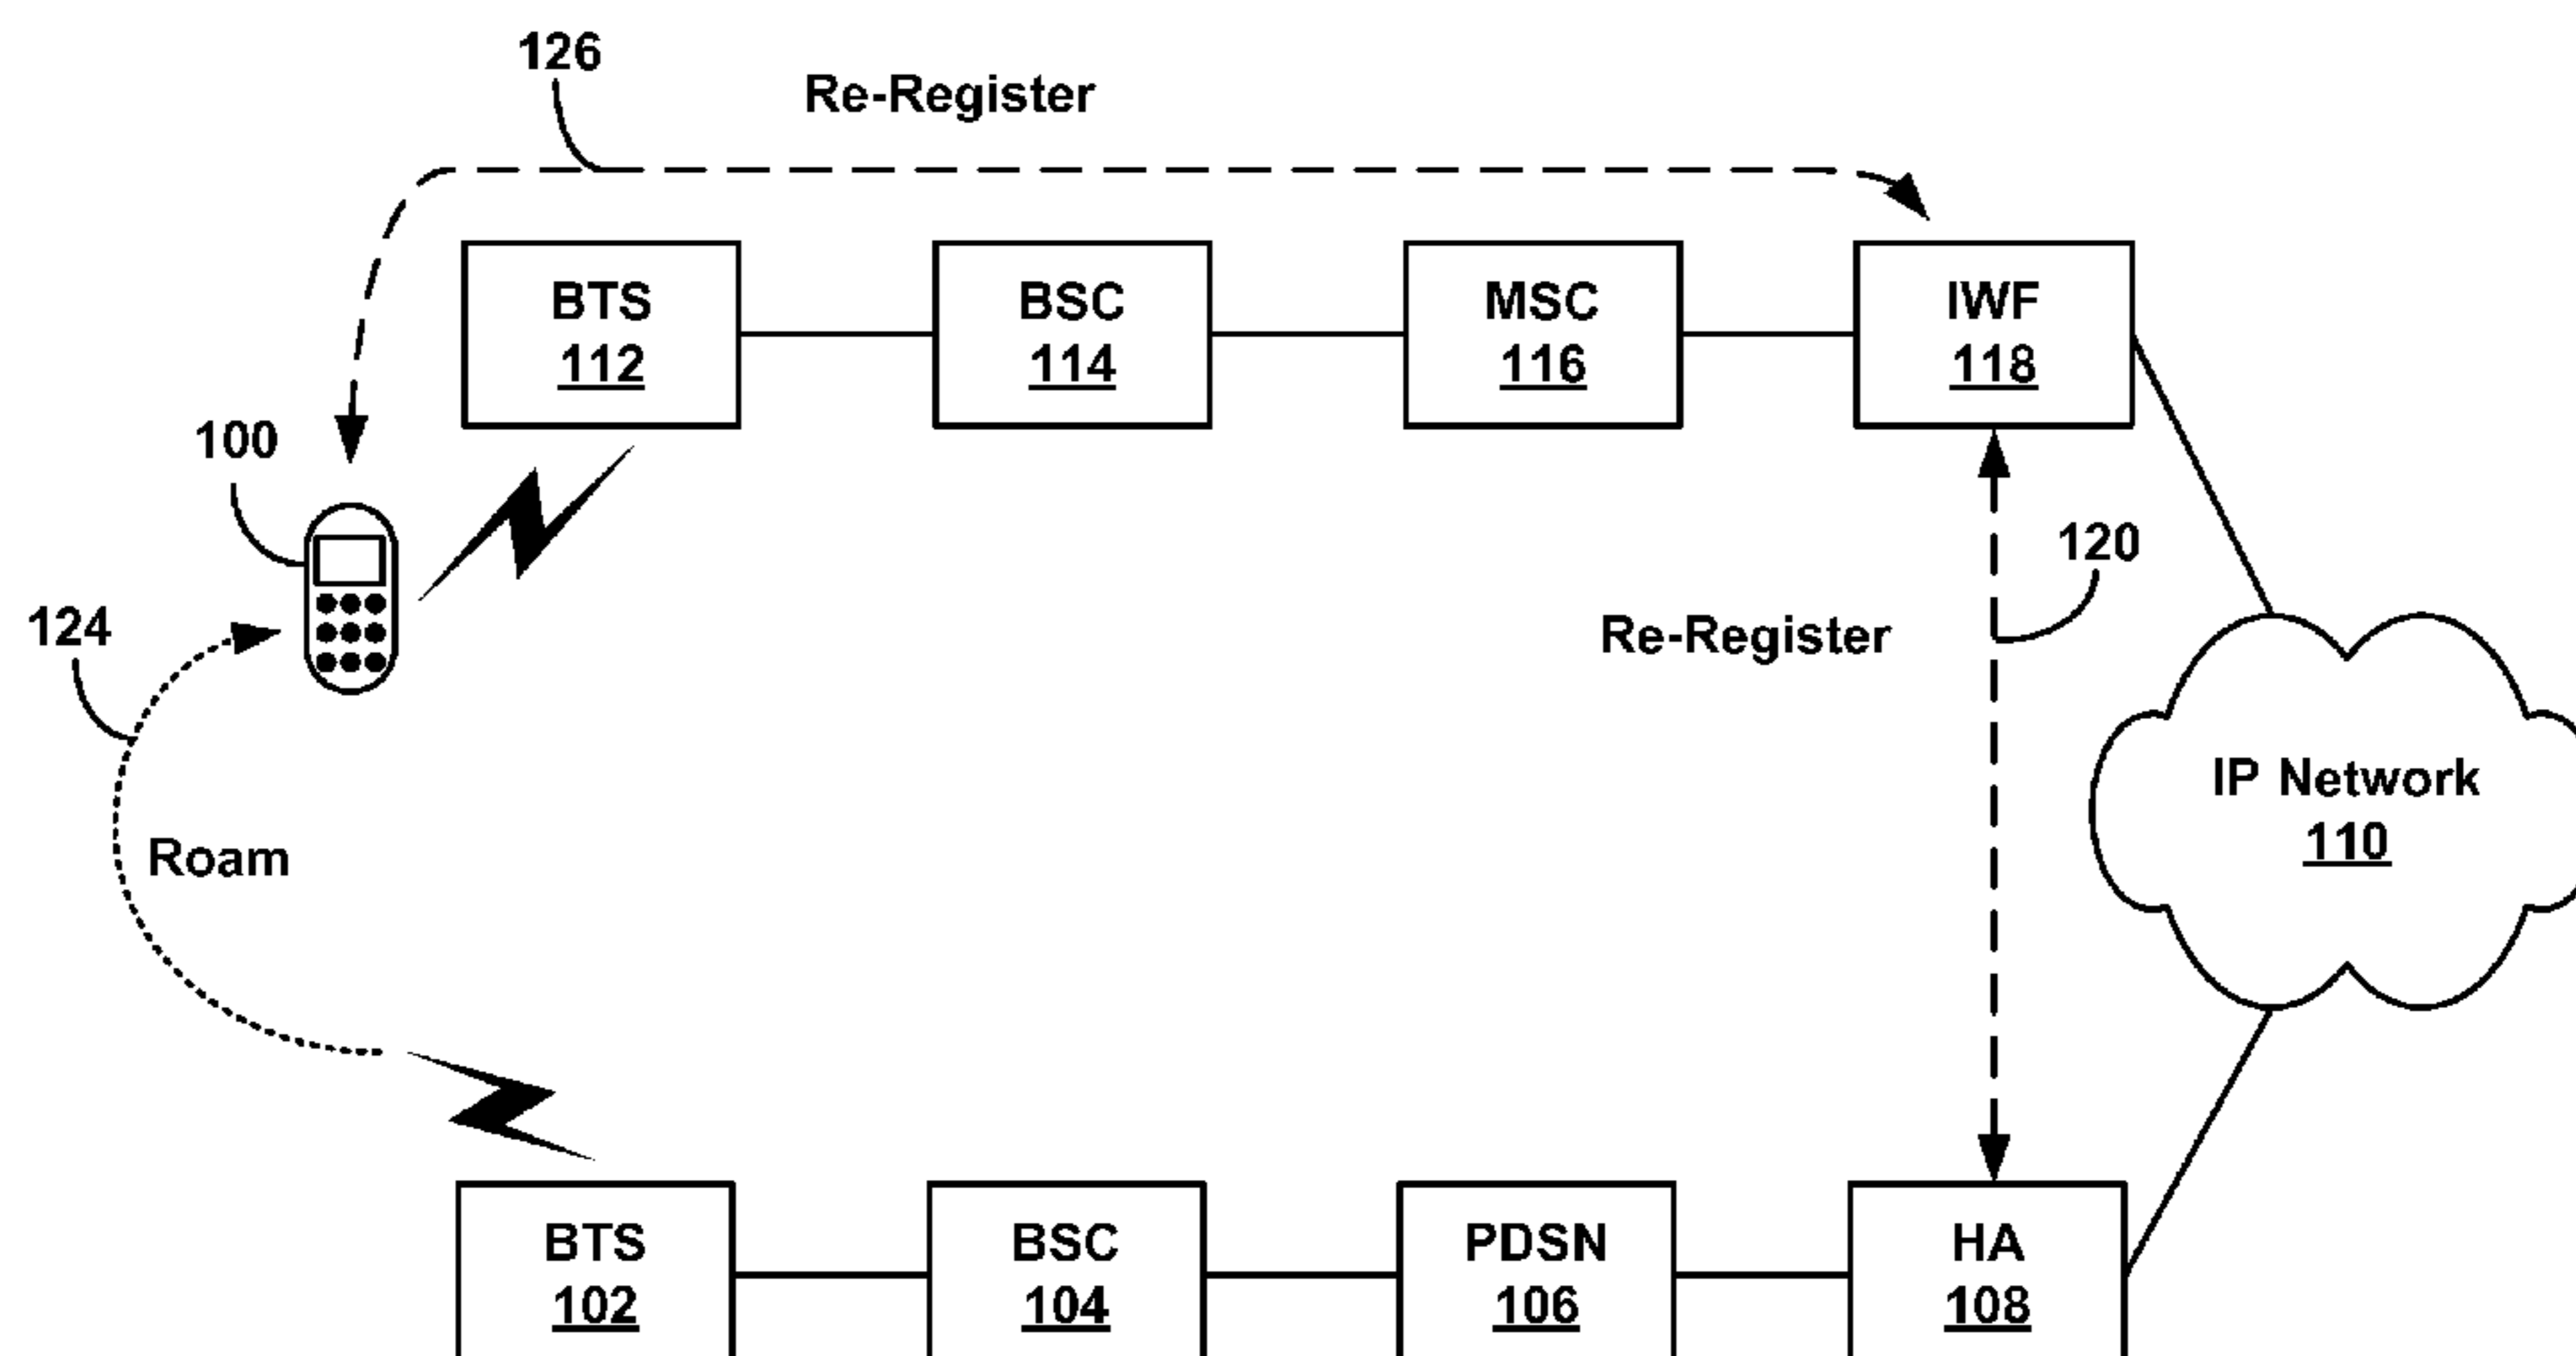 126
Re-Register
BTS
112
BSC
114
MSC
116
IWF
118
100
120
124
Re-Register
IP Network
110
Roam
BTS
102
BSC
104
PDSN
106
HA
108